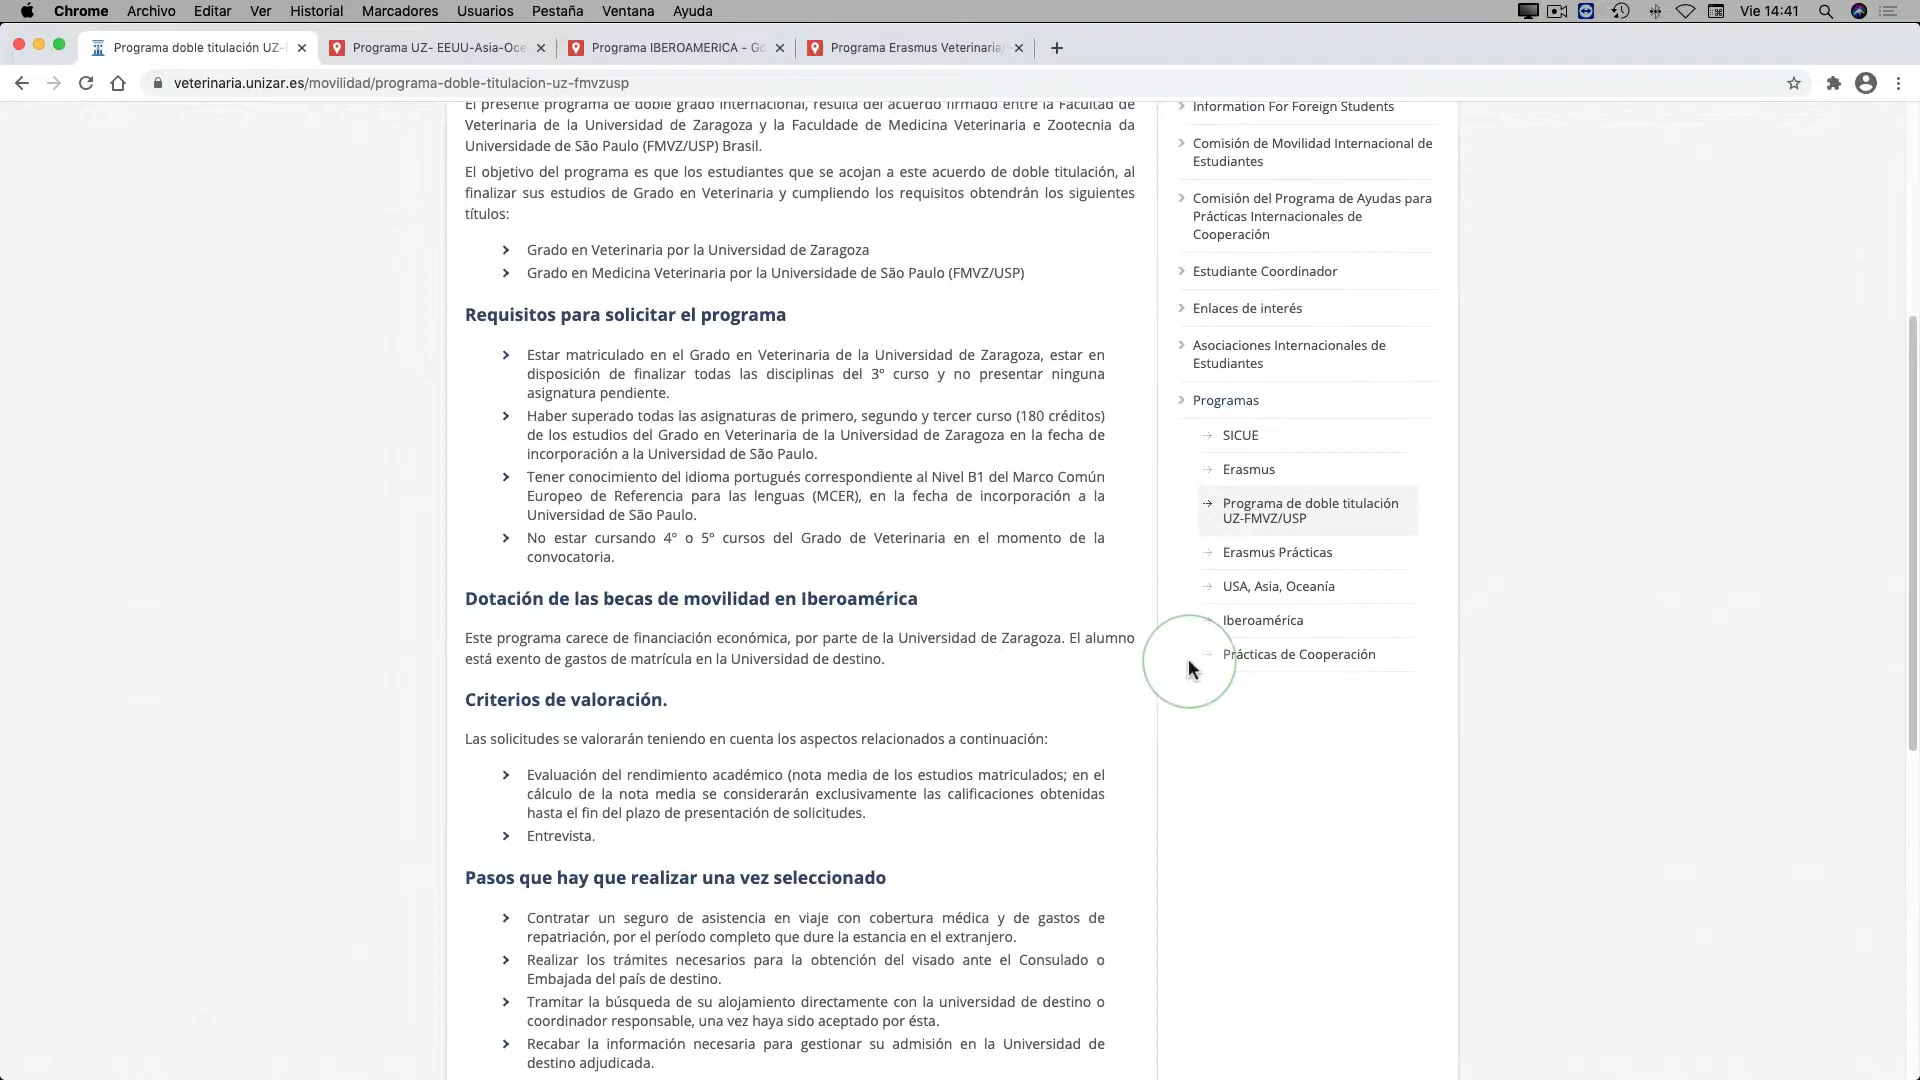 Chrome Archivo Editar Ver Historial Marcadores Usuarios Pestaña Ventana Ayuda Vie 14:41
Programa doble titulación UZ- Programa UZ- EEUU-Asia-Oce Programa IBEROAMERICA - Go Programa Erasmus Veterinaria
veterinaria.unizar.es/movilidad/programa-doble-titulacion-uz-fmvzusp
El presente programa de doble grado internacional, resulta del acuerdo firmado entre la Facultad de
Veterinaria de la Universidad de Zaragoza y la Faculdade de Medicina Veterinaria e Zootecnia da
Universidade de São Paulo (FMVZ/USP) Brasil.
El objetivo del programa es que los estudiantes que se acojan a este acuerdo de doble titulación, al
finalizar sus estudios de Grado en Veterinaria y cumpliendo los requisitos obtendrán los siguientes
títulos:
Grado en Veterinaria por la Universidad de Zaragoza
Grado en Medicina Veterinaria por la Universidade de São Paulo (FMVZ/USP)
Requisitos para solicitar el programa
Estar matriculado en el Grado en Veterinaria de la Universidad de Zaragoza, estar en
disposición de finalizar todas las disciplinas del 3º curso y no presentar ninguna
asignatura pendiente.
Haber superado todas las asignaturas de primero, segundo y tercer curso (180 créditos)
de los estudios del Grado en Veterinaria de la Universidad de Zaragoza en la fecha de
incorporación a la Universidad de São Paulo.
Tener conocimiento del idioma portugués correspondiente al Nivel B1 del Marco Común
Europeo de Referencia para las lenguas (MCER), en la fecha de incorporación a la
Universidad de São Paulo.
No estar cursando 4º o 5º cursos del Grado de Veterinaria en el momento de la
convocatoria.
Dotación de las becas de movilidad en Iberoamérica
Este programa carece de financiación económica, por parte de la Universidad de Zaragoza. El alumno
está exento de gastos de matrícula en la Universidad de destino.
Criterios de valoración.
Las solicitudes se valorarán teniendo en cuenta los aspectos relacionados a continuación:
Evaluación del rendimiento académico (nota media de los estudios matriculados; en el
cálculo de la nota media se considerarán exclusivamente las calificaciones obtenidas
hasta el fin del plazo de presentación de solicitudes.
Entrevista.
Pasos que hay que realizar una vez seleccionado
Contratar un seguro de asistencia en viaje con cobertura médica y de gastos de
repatriación, por el período completo que dure la estancia en el extranjero.
Realizar los trámites necesarios para la obtención del visado ante el Consulado o
Embajada del país de destino.
Tramitar la búsqueda de su alojamiento directamente con la universidad de destino o
coordinador responsable, una vez haya sido aceptado por ésta.
Recabar la información necesaria para gestionar su admisión en la Universidad de
destino adjudicada.
Information For Foreign Students
Comisión de Movilidad Internacional de
Estudiantes
Comisión del Programa de Ayudas para
Prácticas Internacionales de
Cooperación
Estudiante Coordinador
Enlaces de interés
Asociaciones Internacionales de
Estudiantes
Programas
SICUE
Erasmus
Programa de doble titulación
UZ-FMVZ/USP
Erasmus Prácticas
USA, Asia, Oceanía
Iberoamérica
Prácticas de Cooperación